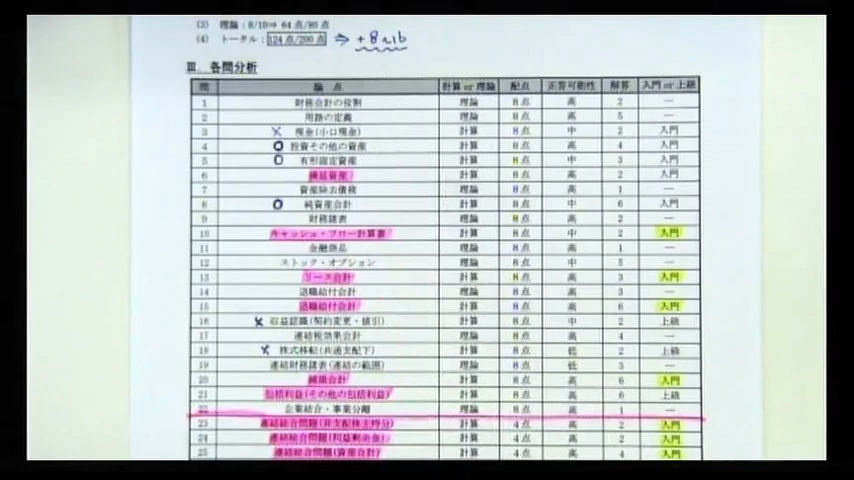 (3) 理論：8/10⇒ 64点/80点
(4) トータル：124点/200点 ⇒ +8~16
Ⅲ. 各問分析
問 論点 計算or理論 配点 正答可能性 解答 入門or上級
1 財務会計の役割 理論 8点 高 2 ―
2 用語の定義 理論 8点 高 5 ―
3 × 現金(小口現金) 計算 8点 中 2 入門
4 ○ 投資その他の資産 計算 8点 高 4 入門
5 ○ 有形固定資産 計算 8点 中 3 入門
6 繰延資産 計算 8点 高 2 入門
7 資産除去債務 理論 8点 高 1 ―
8 ○ 純資産会計 計算 8点 中 6 入門
9 財務諸表 理論 8点 高 2 ―
10 キャッシュ・フロー計算書 計算 8点 中 2 入門
11 金融商品 理論 8点 高 1 ―
12 ストック・オプション 理論 8点 中 5 ―
13 リース会計 計算 8点 高 3 入門
14 退職給付会計 理論 8点 高 3 ―
15 退職給付会計 計算 8点 高 6 入門
16 × 収益認識(契約変更・値引) 計算 8点 中 2 上級
17 連結税効果会計 理論 8点 高 4 ―
18 × 株式移転(共通支配下) 計算 8点 低 2 上級
19 連結財務諸表(連結の範囲) 理論 8点 低 3 ―
20 減損会計 計算 8点 高 6 入門
21 包括利益(その他の包括利益) 計算 8点 高 6 上級
22 企業結合・事業分離 理論 8点 高 1 ―
23 連結総合問題(非支配株主持分) 計算 4点 高 2 入門
24 連結総合問題(利益剰余金) 計算 4点 高 2 入門
25 連結総合問題(資産合計) 計算 4点 高 4 入門